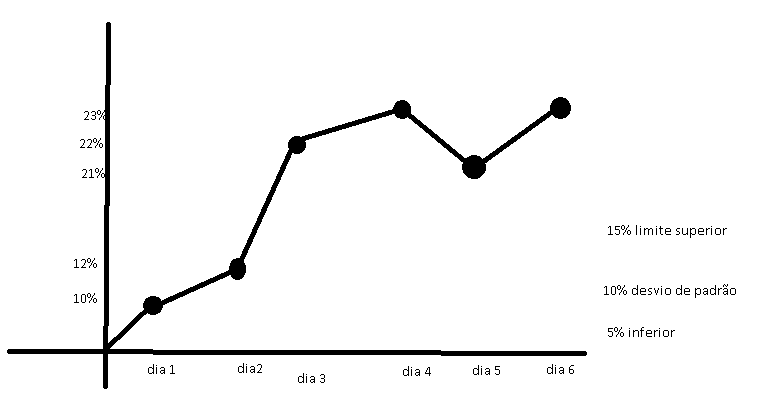 23%
22%
21%
12%
10%
15% limite superior
10% desvio de padrão
5% inferior
dia 1
dia2
dia 3
dia 4
dia 5
dia 6